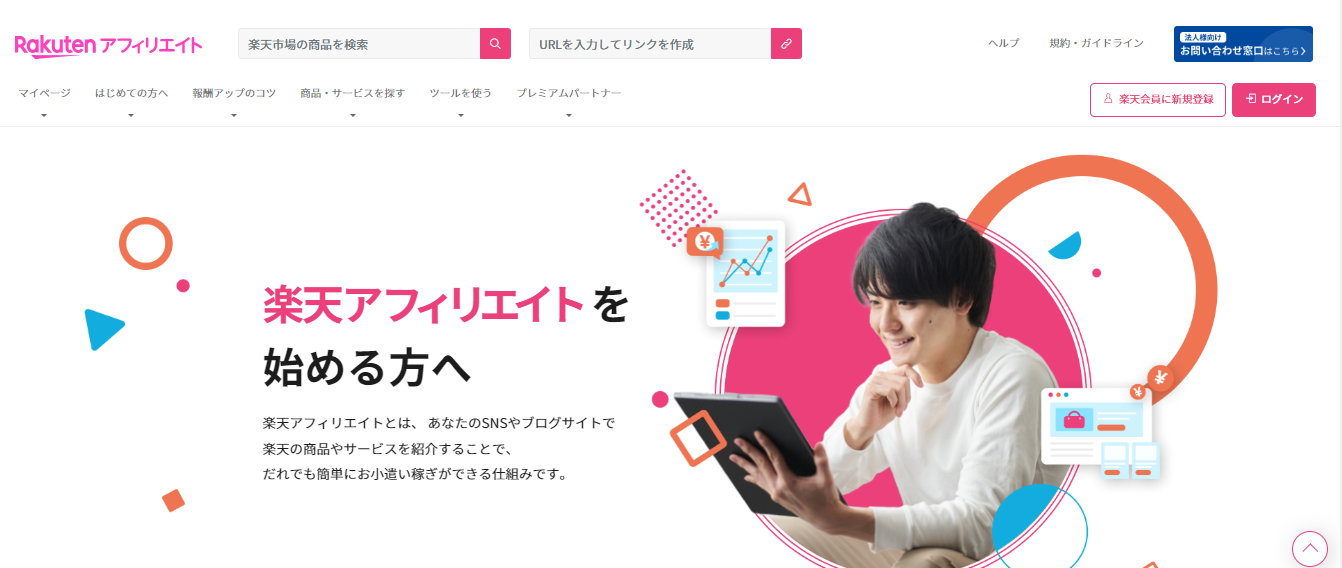 Rakuten アフィリエイト
楽天市場の商品を検索
URLを入力してリンクを作成
ヘルプ
規約・ガイドライン
法人様向け
お問い合わせ窓口はこちら
マイページ
はじめての方へ
報酬アップのコツ
商品・サービスを探す
ツールを使う
プレミアムパートナー
楽天会員に新規登録
ログイン
楽天アフィリエイトを
始める方へ
楽天アフィリエイトとは、あなたのSNSやブログサイトで
楽天の商品やサービスを紹介することで、
だれでも簡単にお小遣い稼ぎができる仕組みです。
¥
¥
¥